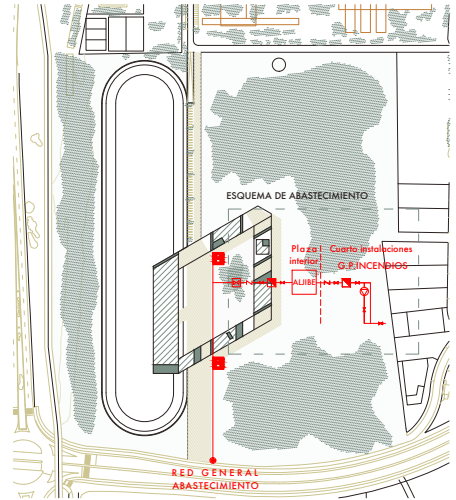 ESQUEMA DE ABASTECIMIENTO
Plaza interior
Cuarto instalaciones
G.P.INCENDIOS
ALJIBE
RED GENERAL
ABASTECIMIENTO